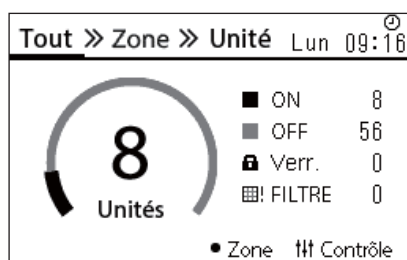 Tout » Zone » Unité Lun 09:16
ON 8
OFF 56
8
Verr. 0
Unités
FILTRE 0
Zone Contrôle